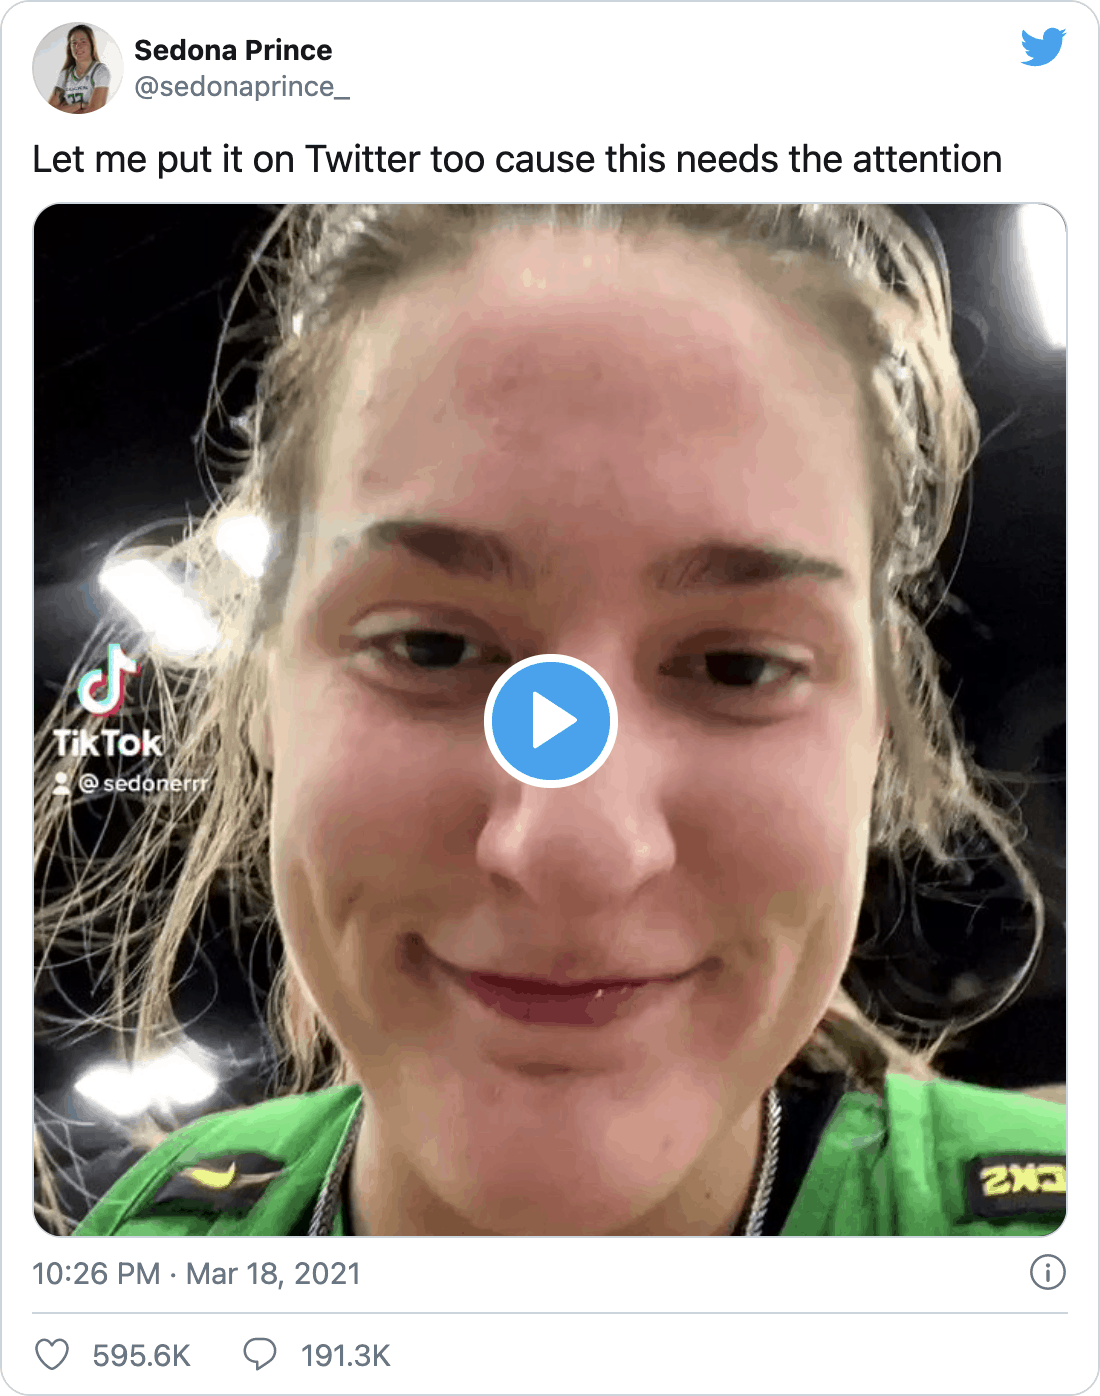 Sedona Prince
@sedonaprince_
Let me put it on Twitter too cause this needs the attention
TikTok
@sedonerrr
10:26 PM · Mar 18, 2021
595.6K 191.3K